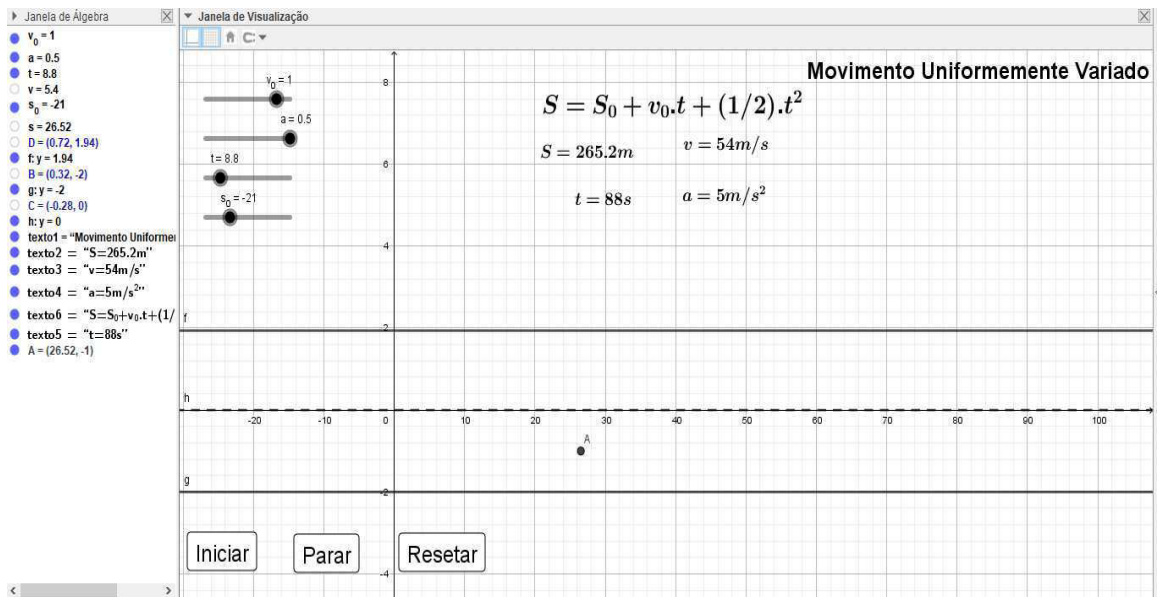 Janela de Álgebra
v₀ = 1
a = 0.5
t = 8.8
v = 5.4
s₀ = -21
s = 26.52
D = (0.72, 1.94)
f: y = 1.94
B = (0.32, -2)
g: y = -2
C = (-0.28, 0)
h: y = 0
texto1 = “Movimento Uniformer
texto2 = “S=265.2m”
texto3 = “v=54m/s”
texto4 = “a=5m/s²”
texto6 = “S=S₀+v₀.t+(1/
texto5 = “t=88s”
A = (26.52, -1)
Janela de Visualização
Movimento Uniformemente Variado
v₀ = 1
a = 0.5
t = 8.8
s₀ = -21
S = S₀ + v₀.t + (1/2).t²
S = 265.2m
v = 54m/s
t = 88s
a = 5m/s²
8
6
4
2
f
h
-20 -10 0 10 20 30 40 50 60 70 80 90 100
A
g
-2
-4
Iniciar Parar Resetar